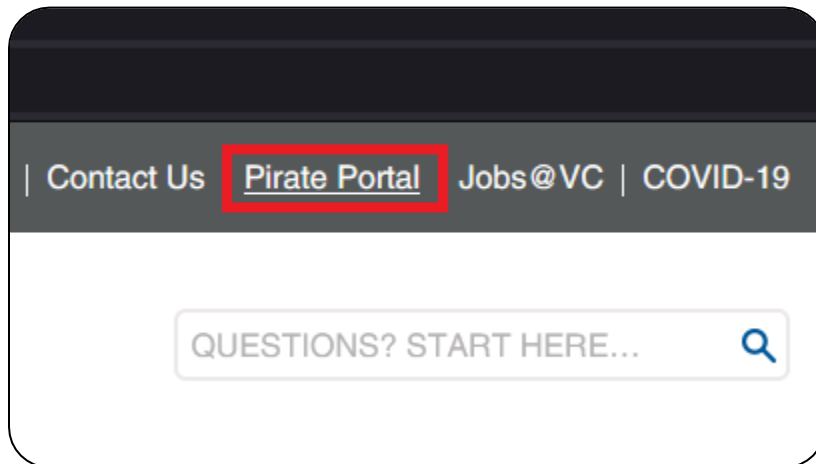 | Contact Us Pirate Portal Jobs@VC | COVID-19
QUESTIONS? START HERE...